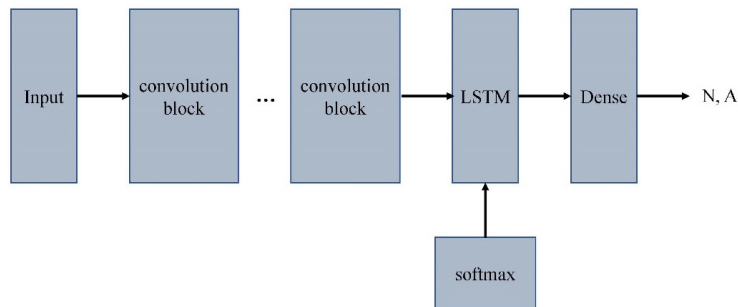 Input
convolution
block
...
convolution
block
LSTM
Dense
N, A
softmax